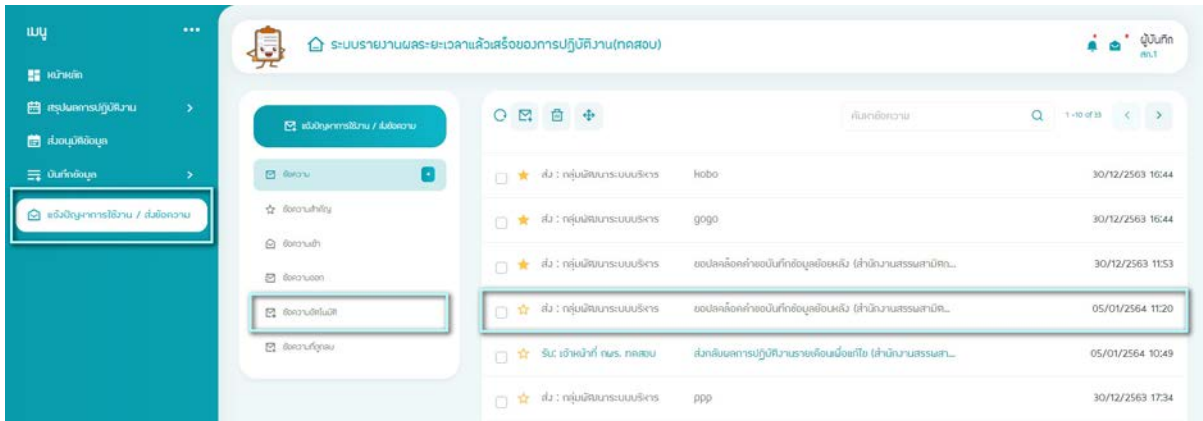 เมนู
หน้าหลัก
สรุปผลการปฏิบัติงาน
ส่งอนุมัติข้อมูล
บันทึกข้อมูล
แจ้งปัญหาการใช้งาน / ส่งข้อความ
ระบบรายงานผลระยะเวลาแล้วเสร็จของการปฏิบัติงาน(ทดสอบ)
ผู้บันทึก
สก.1
แจ้งปัญหาการใช้งาน / ส่งข้อความ
ข้อความ
ข้อความสำคัญ
ข้อความเข้า
ข้อความออก
ข้อความอัตโนมัติ
ข้อความที่ถูกลบ
ค้นหาข้อความ
1 -10 of 33
ส่ง : กลุ่มพัฒนาระบบบริหาร hobo 30/12/2563 16:44
ส่ง : กลุ่มพัฒนาระบบบริหาร gogo 30/12/2563 16:44
ส่ง : กลุ่มพัฒนาระบบบริหาร ขอปลดล็อคคำขอบันทึกข้อมูลย้อนหลัง (สำนักงานสรรพสามิตภ... 30/12/2563 11:53
ส่ง : กลุ่มพัฒนาระบบบริหาร ขอปลดล็อคคำขอบันทึกข้อมูลย้อนหลัง (สำนักงานสรรพสามิต... 05/01/2564 11:20
รับ: เจ้าหน้าที่ กพร. ทดสอบ ส่งกลับผลการปฏิบัติงานรายเดือนเพื่อแก้ไข (สำนักงานสรรพสา... 05/01/2564 10:49
ส่ง : กลุ่มพัฒนาระบบบริหาร ppp 30/12/2563 17:34